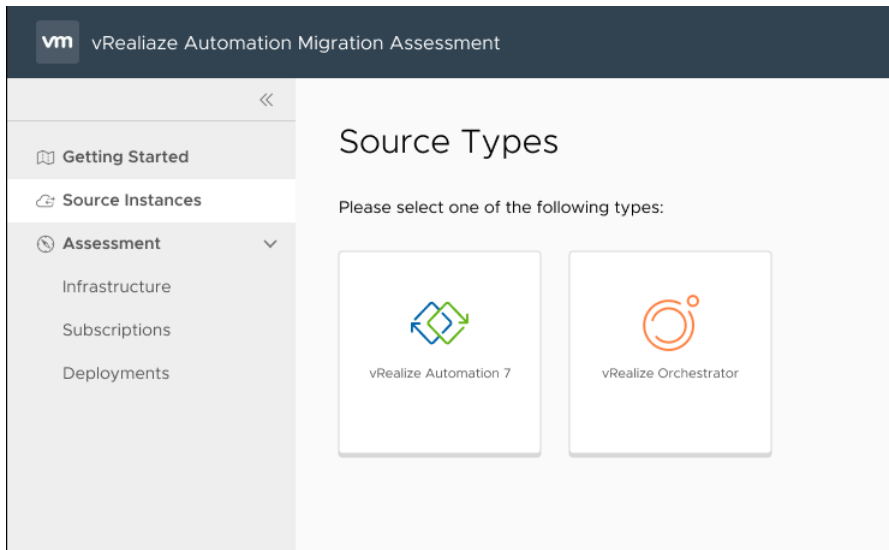 vm vRealiaze Automation Migration Assessment
Getting Started
Source Instances
Assessment
Infrastructure
Subscriptions
Deployments
Source Types
Please select one of the following types:
vRealize Automation 7
vRealize Orchestrator